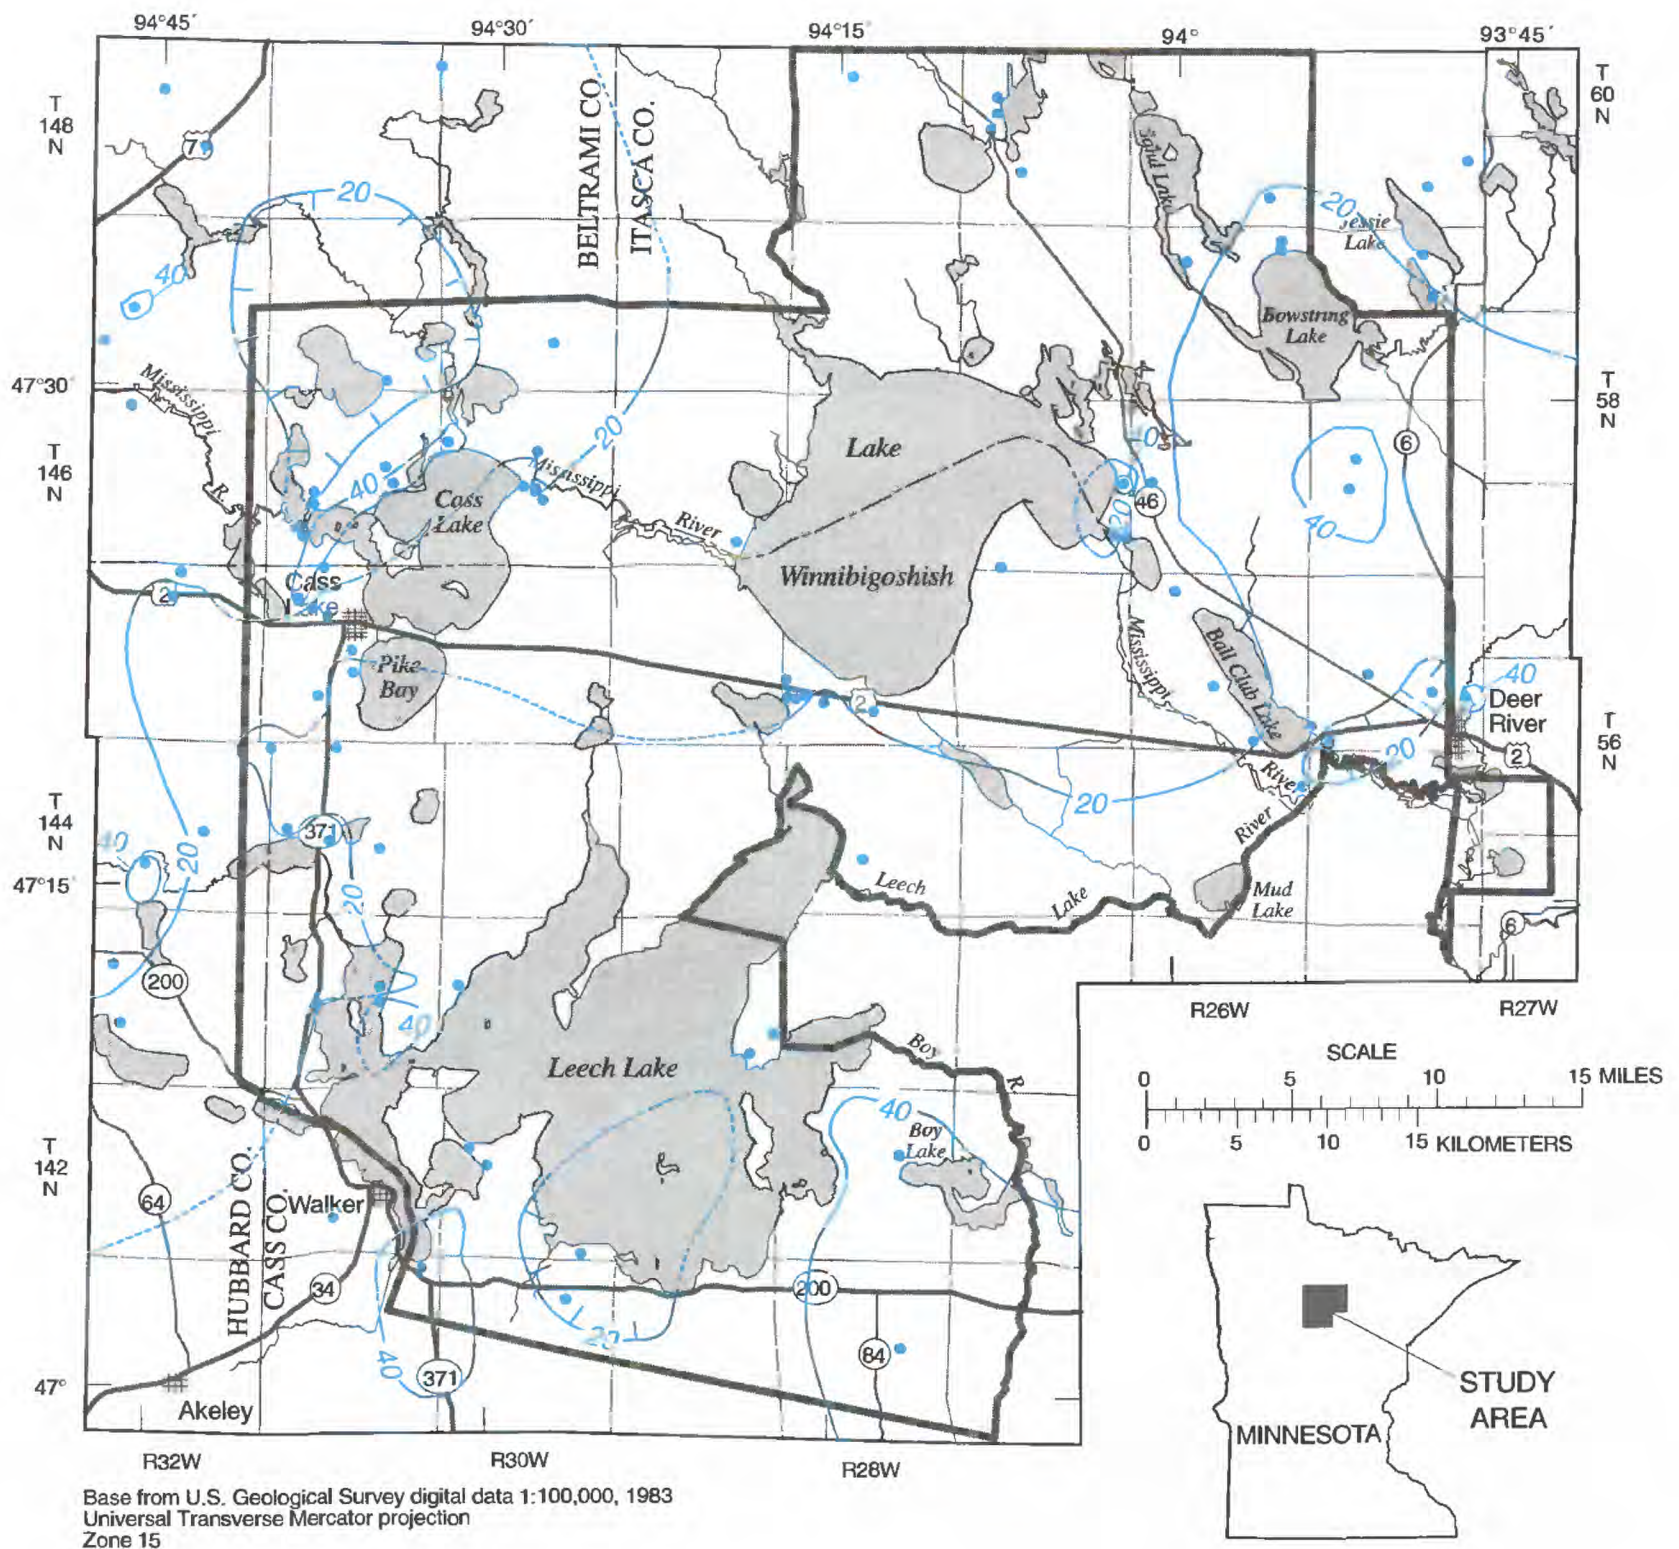 94°45´
94°30´
94°15´
94°
93°45´
T
148
N
T
60
N
BELTRAMI CO
ITASCA CO.
71
20
Sand Lake
20
Jessie
Lake
40
Bowstring
Lake
47°30´
Mississippi
R.
T
58
N
T
146
N
20
6
Lake
0
40
Cass
Lake
Mississippi
River
46
20
40
Winnibigoshish
Cass
Lake
2
Mississippi
Ball Club Lake
Pike
Bay
40
Deer
River
2
T
56
N
20
2
River
20
T
144
N
371
River
40
20
47°15´
20
Leech
Lake
Mud
Lake
6
200
40
R26W
R27W
Leech Lake
Boy
R
SCALE
0
5
10
15 MILES
0
5
10
15 KILOMETERS
40
Boy
Lake
T
142
N
64
HUBBARD CO.
CASS CO.
Walker
34
200
20
84
40
371
47°
Akeley
STUDY
AREA
MINNESOTA
R32W
R30W
R28W
Base from U.S. Geological Survey digital data 1:100,000, 1983
Universal Transverse Mercator projection
Zone 15